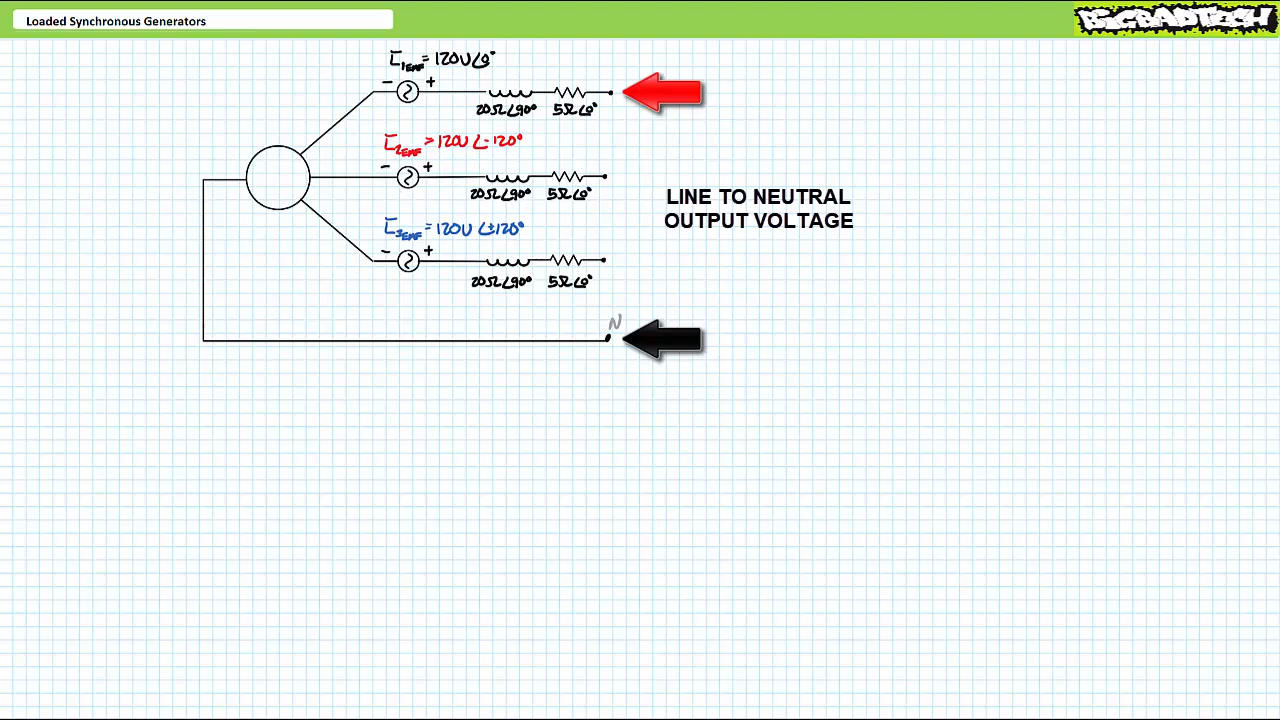 Loaded Synchronous Generators
BIGBADTECH
E1EMF = 120V∠0°
- +
20Ω∠90° 5Ω∠0°
E2EMF = 120V∠-120°
- +
20Ω∠90° 5Ω∠0°
LINE TO NEUTRAL
OUTPUT VOLTAGE
E3EMF = 120V∠±120°
- +
20Ω∠90° 5Ω∠0°
N